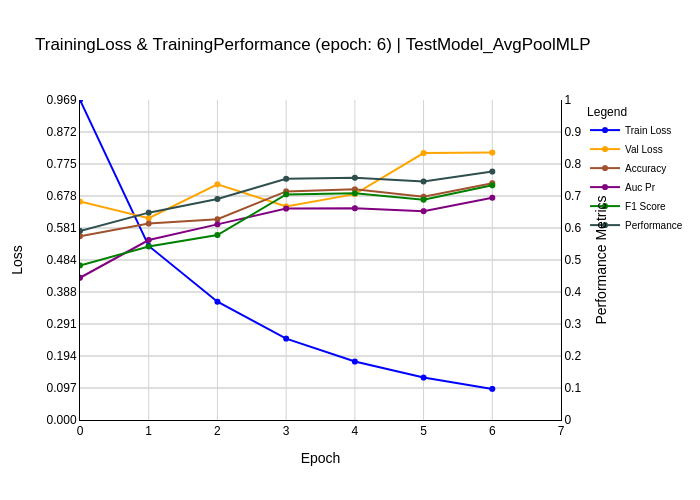 TrainingLoss & TrainingPerformance (epoch: 6) | TestModel_AvgPoolMLP
0.969
0.872
0.775
0.678
0.581
0.484
0.388
0.291
0.194
0.097
0.000
Loss
0
1
2
3
4
5
6
7
Epoch
1
0.9
0.8
0.7
0.6
0.5
0.4
0.3
0.2
0.1
0
Performance Metrics
Legend
Train Loss
Val Loss
Accuracy
Auc Pr
F1 Score
Performance